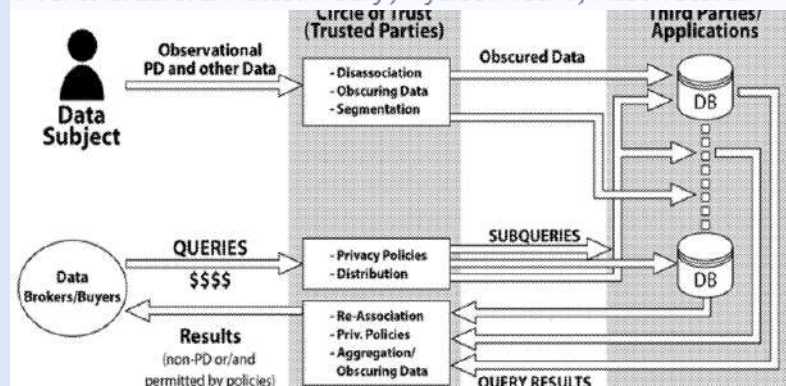 Circle of Trust
(Trusted Parties)
Third Parties/
Applications
Observational
PD and other Data
Data
Subject
- Disassociation
- Obscuring Data
- Segmentation
Obscured Data
DB
QUERIES
$$$$
Data
Brokers/Buyers
- Privacy Policies
- Distribution
SUBQUERIES
DB
Results
(non-PD or/and
permitted by policies)
- Re-Association
- Priv. Policies
- Aggregation/
Obscuring Data
QUERY RESULTS